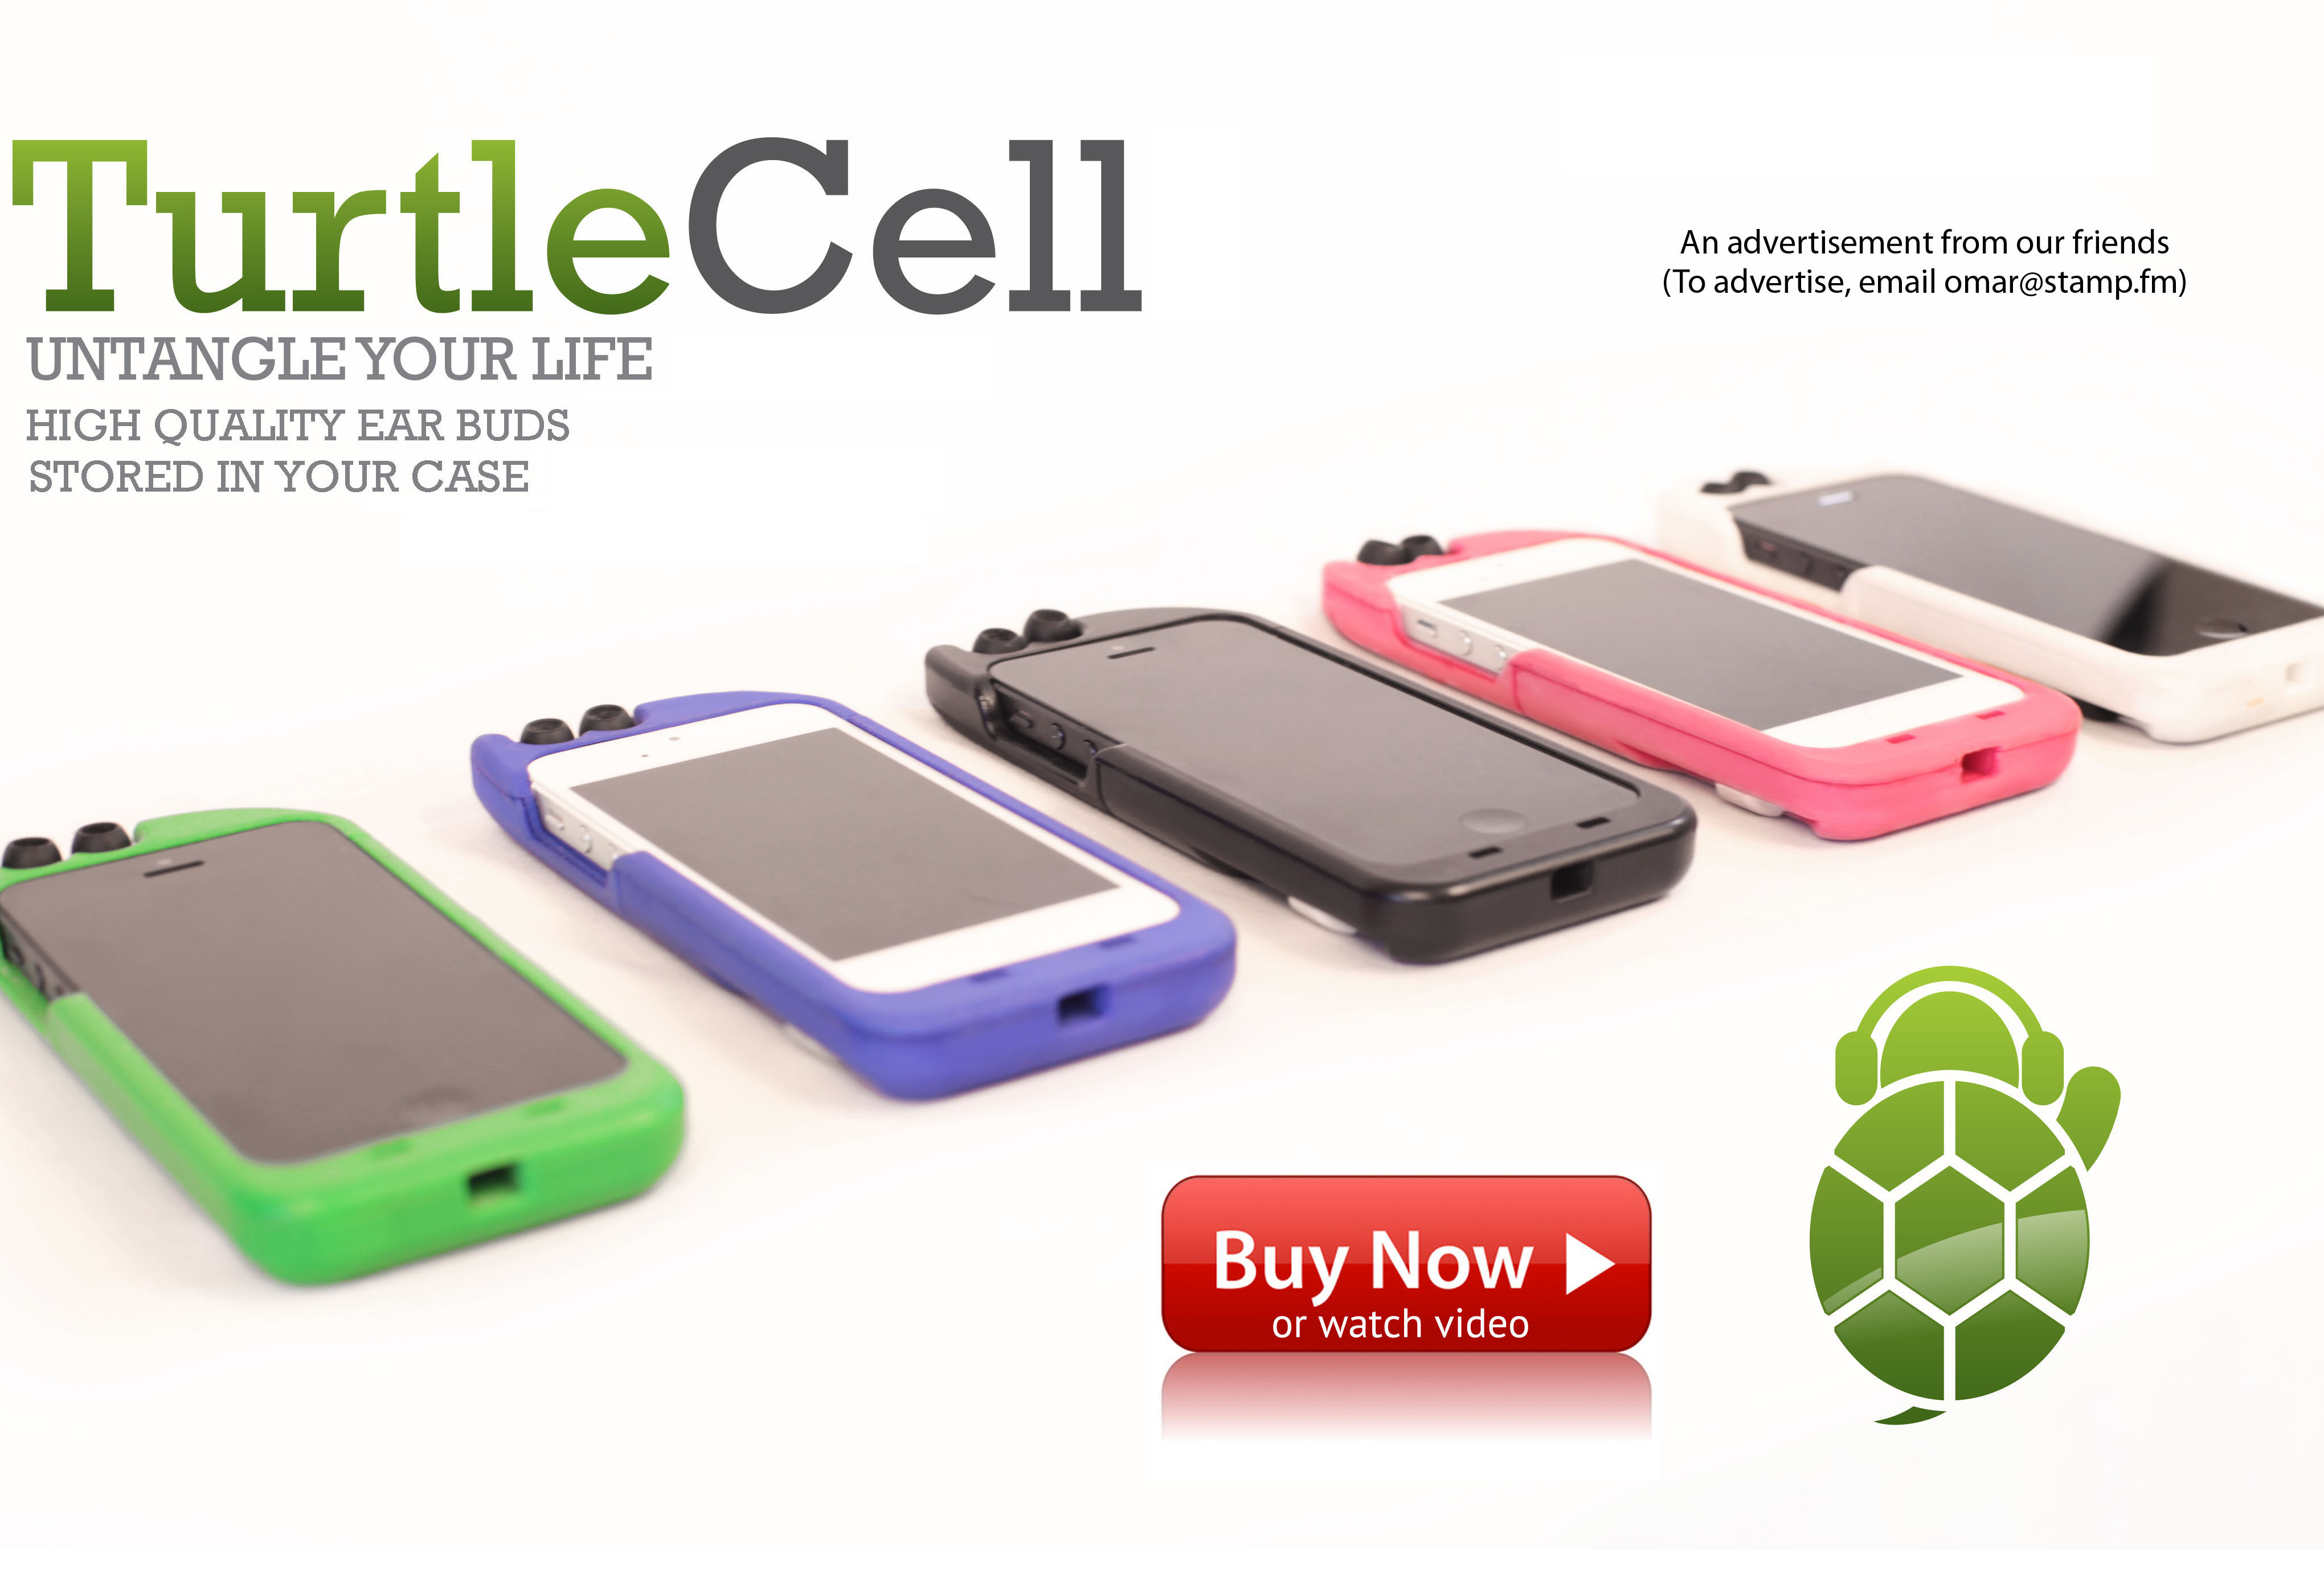 TurtleCell
UNTANGLE YOUR LIFE
HIGH QUALITY EAR BUDS
STORED IN YOUR CASE
An advertisement from our friends
(To advertise, email omar@stamp.fm)
Buy Now
or watch video